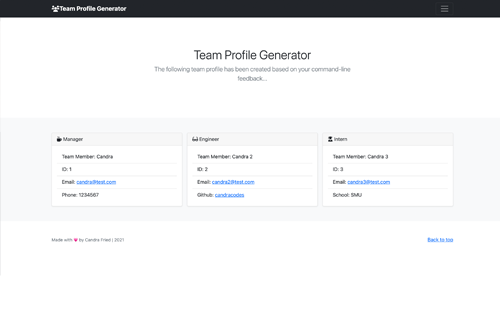 Team Profile Generator
Team Profile Generator
The following team profile has been created based on your command-line
feedback...
Manager
Team Member: Candra
ID: 1
Email: candra@test.com
Phone: 1234567
Engineer
Team Member: Candra 2
ID: 2
Email: candra2@test.com
Github: candracodes
Intern
Team Member: Candra 3
ID: 3
Email: candra3@test.com
School: SMU
Made with by Candra Fried | 2021
Back to top